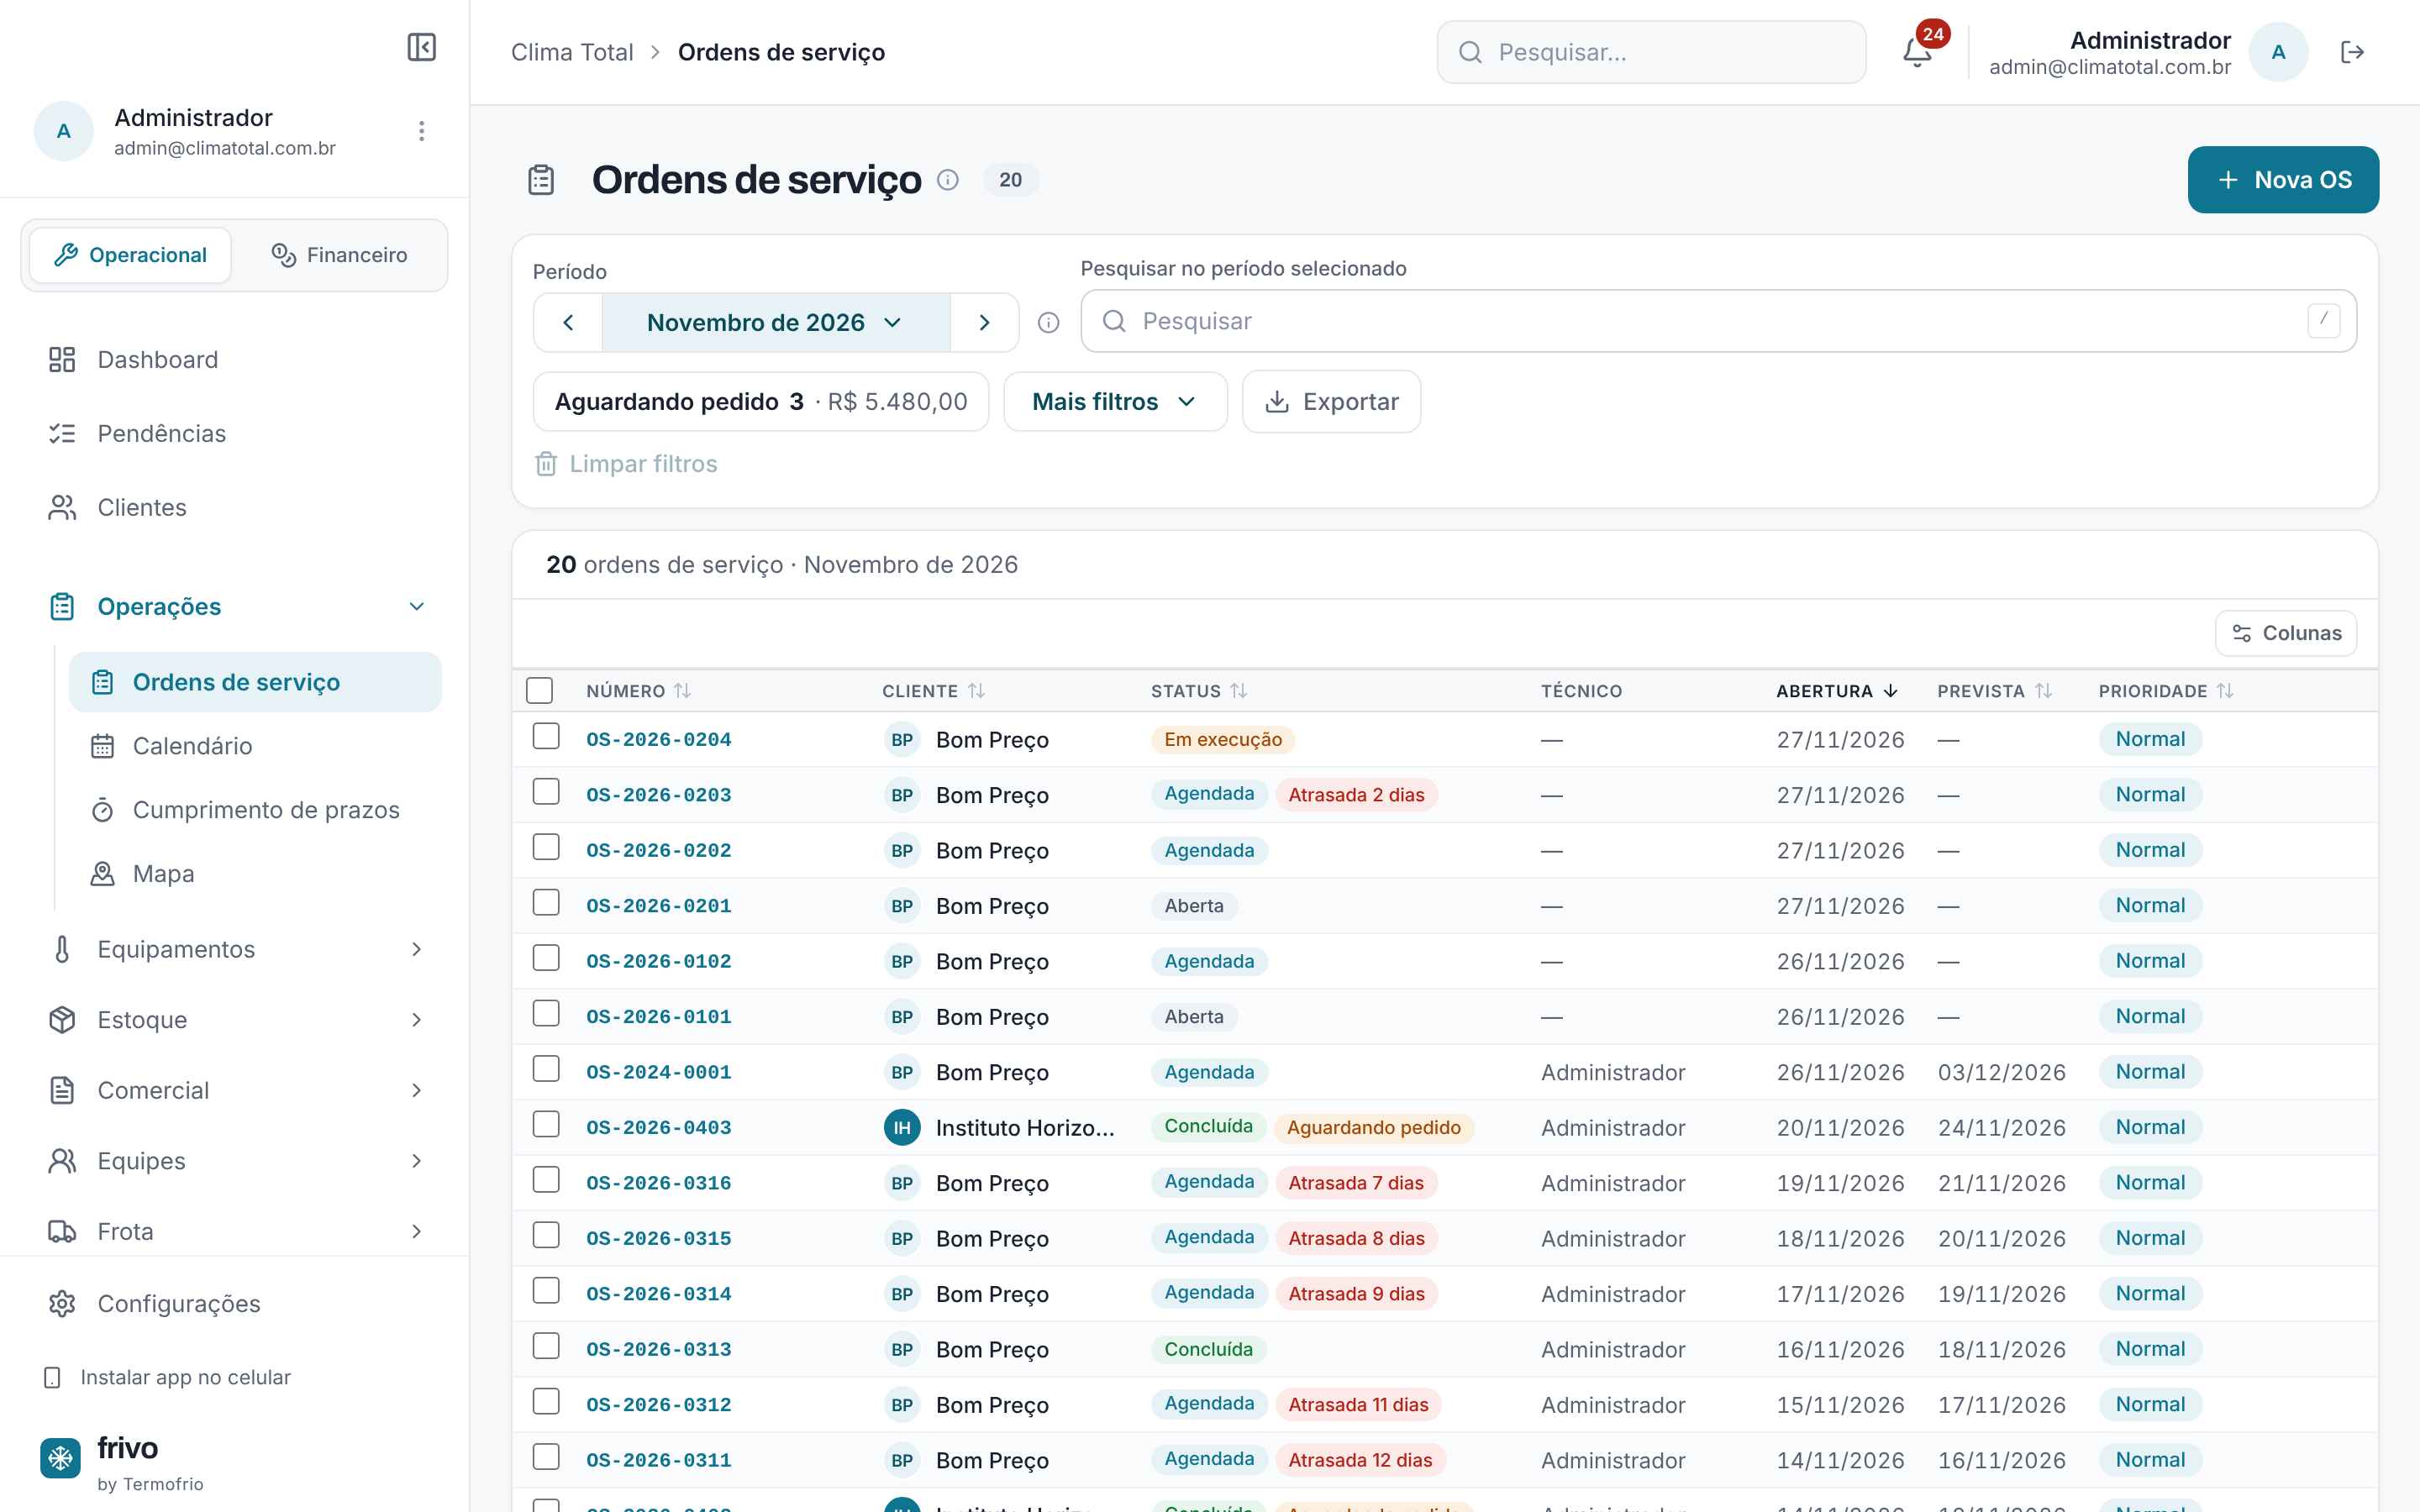 Clima Total > Ordens de serviço
Pesquisar...
24
Administrador
admin@climatotal.com.br
A
A
Administrador
admin@climatotal.com.br
Operacional
Financeiro
Dashboard
Pendências
Clientes
Operações
Ordens de serviço
Calendário
Cumprimento de prazos
Mapa
Equipamentos
Estoque
Comercial
Equipes
Frota
Configurações
Instalar app no celular
frivo
by Termofrio
Ordens de serviço 20
+ Nova OS
Período
Novembro de 2026
Pesquisar no período selecionado
Pesquisar /
Aguardando pedido 3 · R$ 5.480,00
Mais filtros
Exportar
Limpar filtros
20 ordens de serviço · Novembro de 2026
Colunas
NÚMERO CLIENTE STATUS TÉCNICO ABERTURA PREVISTA PRIORIDADE
OS-2026-0204 BP Bom Preço Em execução — 27/11/2026 — Normal
OS-2026-0203 BP Bom Preço Agendada Atrasada 2 dias — 27/11/2026 — Normal
OS-2026-0202 BP Bom Preço Agendada — 27/11/2026 — Normal
OS-2026-0201 BP Bom Preço Aberta — 27/11/2026 — Normal
OS-2026-0102 BP Bom Preço Agendada — 26/11/2026 — Normal
OS-2026-0101 BP Bom Preço Aberta — 26/11/2026 — Normal
OS-2024-0001 BP Bom Preço Agendada Administrador 26/11/2026 03/12/2026 Normal
OS-2026-0403 IH Instituto Horizo... Concluída Aguardando pedido Administrador 20/11/2026 24/11/2026 Normal
OS-2026-0316 BP Bom Preço Agendada Atrasada 7 dias Administrador 19/11/2026 21/11/2026 Normal
OS-2026-0315 BP Bom Preço Agendada Atrasada 8 dias Administrador 18/11/2026 20/11/2026 Normal
OS-2026-0314 BP Bom Preço Agendada Atrasada 9 dias Administrador 17/11/2026 19/11/2026 Normal
OS-2026-0313 BP Bom Preço Concluída Administrador 16/11/2026 18/11/2026 Normal
OS-2026-0312 BP Bom Preço Agendada Atrasada 11 dias Administrador 15/11/2026 17/11/2026 Normal
OS-2026-0311 BP Bom Preço Agendada Atrasada 12 dias Administrador 14/11/2026 16/11/2026 Normal